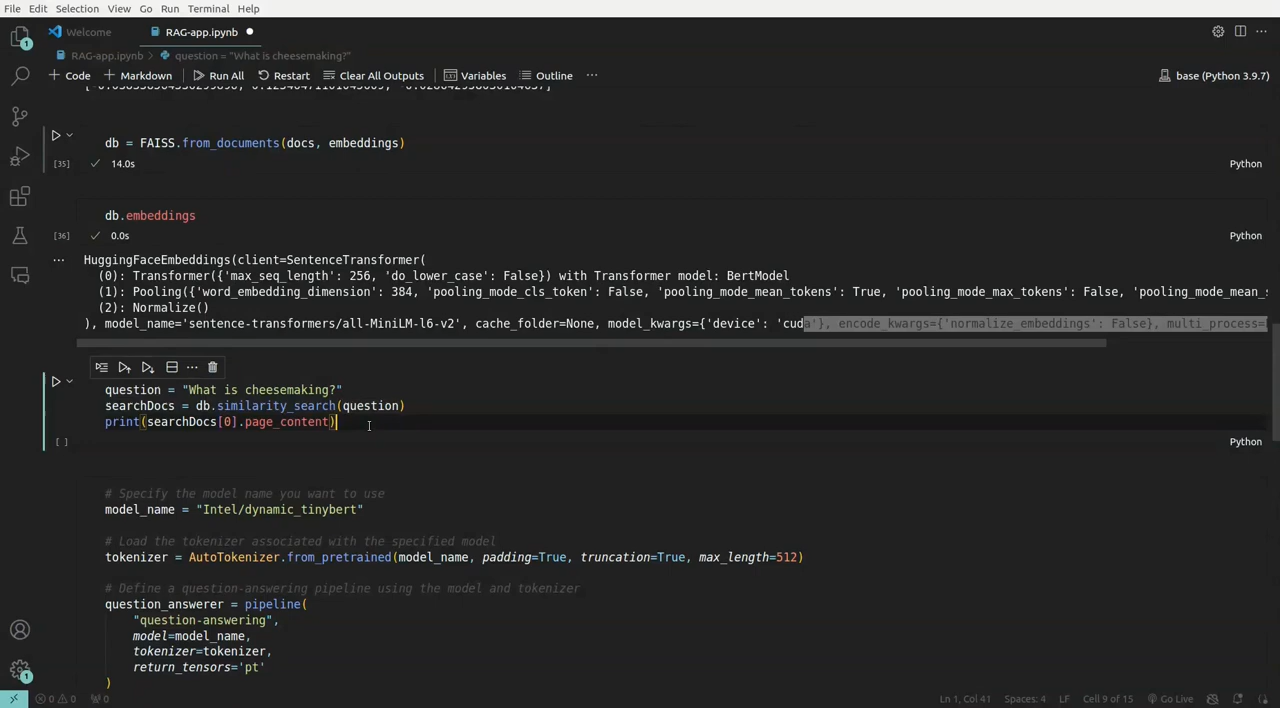 File Edit Selection View Go Run Terminal Help
Welcome RAG-app.ipynb
RAG-app.ipynb > question = "What is cheesemaking?"
+ Code + Markdown Run All Restart Clear All Outputs Variables Outline ... base (Python 3.9.7)
db = FAISS.from_documents(docs, embeddings)
[35] 14.0s Python
db.embeddings
[36] 0.0s Python
... HuggingFaceEmbeddings(client=SentenceTransformer(
(0): Transformer({'max_seq_length': 256, 'do_lower_case': False}) with Transformer model: BertModel
(1): Pooling({'word_embedding_dimension': 384, 'pooling_mode_cls_token': False, 'pooling_mode_mean_tokens': True, 'pooling_mode_max_tokens': False, 'pooling_mode_mean_s
(2): Normalize()
), model_name='sentence-transformers/all-MiniLM-l6-v2', cache_folder=None, model_kwargs={'device': 'cuda'}, encode_kwargs={'normalize_embeddings': False}, multi_process=
question = "What is cheesemaking?"
searchDocs = db.similarity_search(question)
print(searchDocs[0].page_content)
[ ] Python
# Specify the model name you want to use
model_name = "Intel/dynamic_tinybert"
# Load the tokenizer associated with the specified model
tokenizer = AutoTokenizer.from_pretrained(model_name, padding=True, truncation=True, max_length=512)
# Define a question-answering pipeline using the model and tokenizer
question_answerer = pipeline(
"question-answering",
model=model_name,
tokenizer=tokenizer,
return_tensors='pt'
)
0 0 0 Ln 1, Col 41 Spaces: 4 LF Cell 9 of 15 Go Live